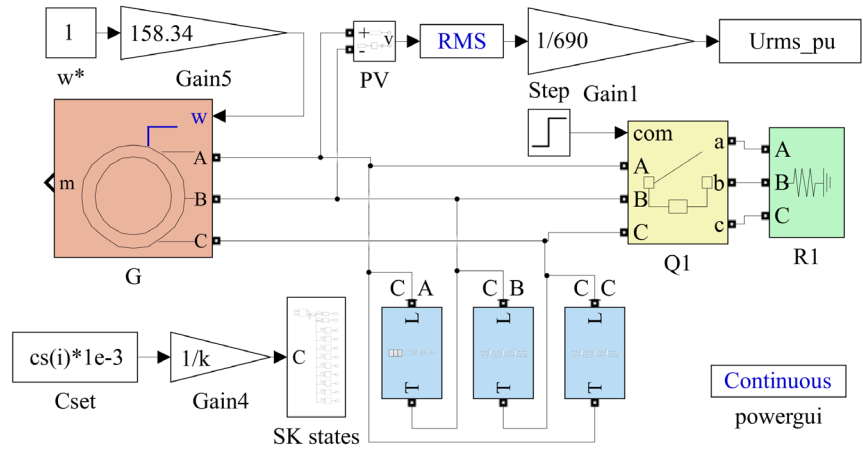 1
w*
158.34
Gain5
+
-
v
PV
RMS
1/690
Gain1
Urms_pu
Step
w
m
A
B
C
G
com
A
B
C
a
b
c
Q1
A
B
C
R1
C A
C B
C C
L
L
L
T
T
T
cs(i)*1e-3
Cset
1/k
Gain4
C
SK states
Continuous
powergui